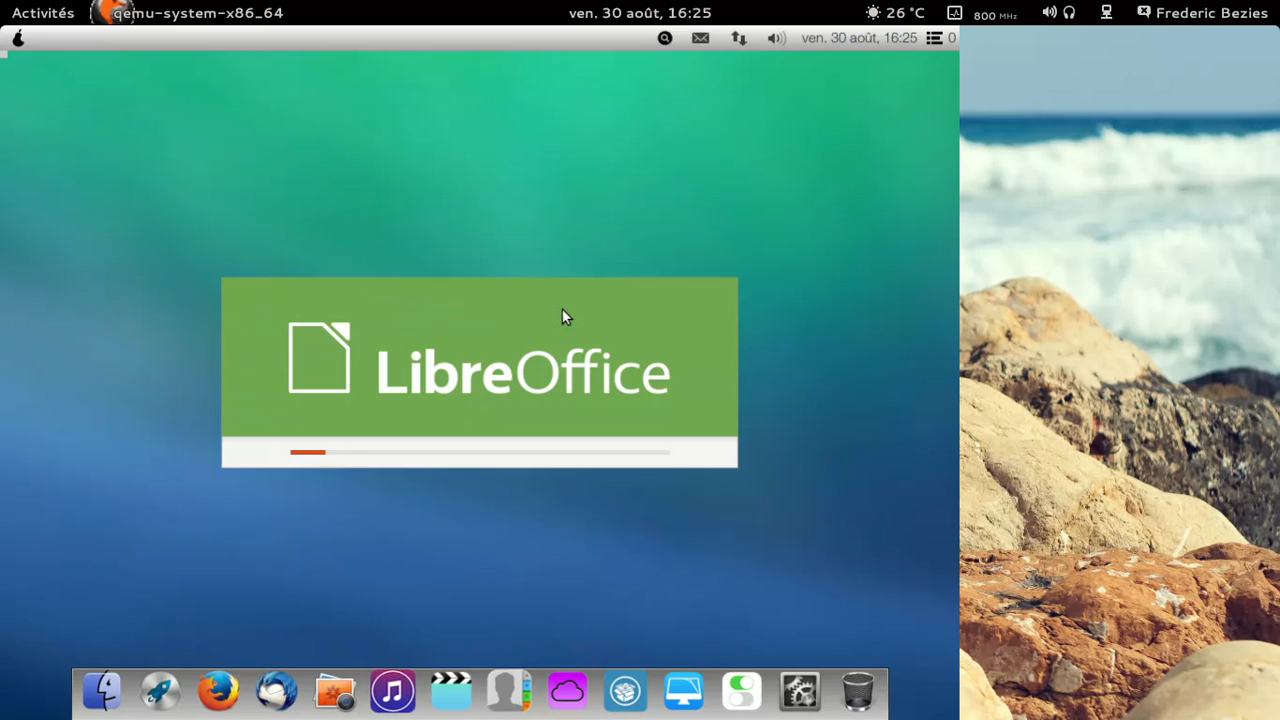 Activités qemu-system-x86_64 ven. 30 août, 16:25 26 °C 800 MHz Frederic Bezies
ven. 30 août, 16:25 0
LibreOffice